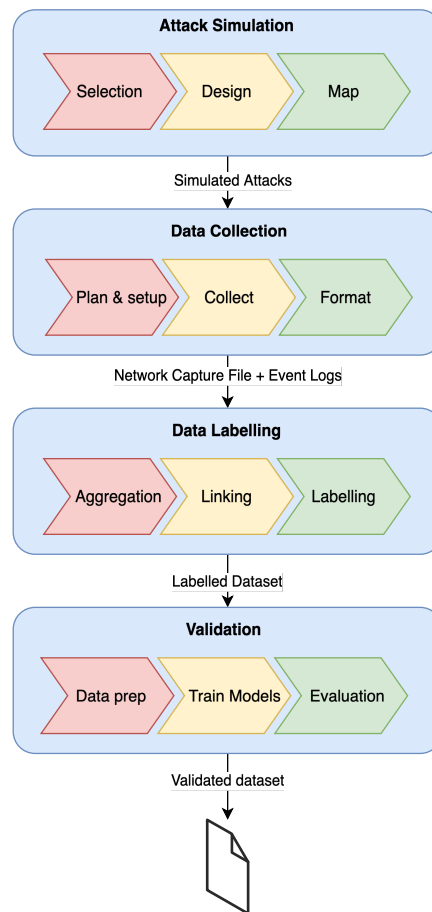 Attack Simulation
Selection
Design
Map
Simulated Attacks
Data Collection
Plan & setup
Collect
Format
Network Capture File + Event Logs
Data Labelling
Aggregation
Linking
Labelling
Labelled Dataset
Validation
Data prep
Train Models
Evaluation
Validated dataset